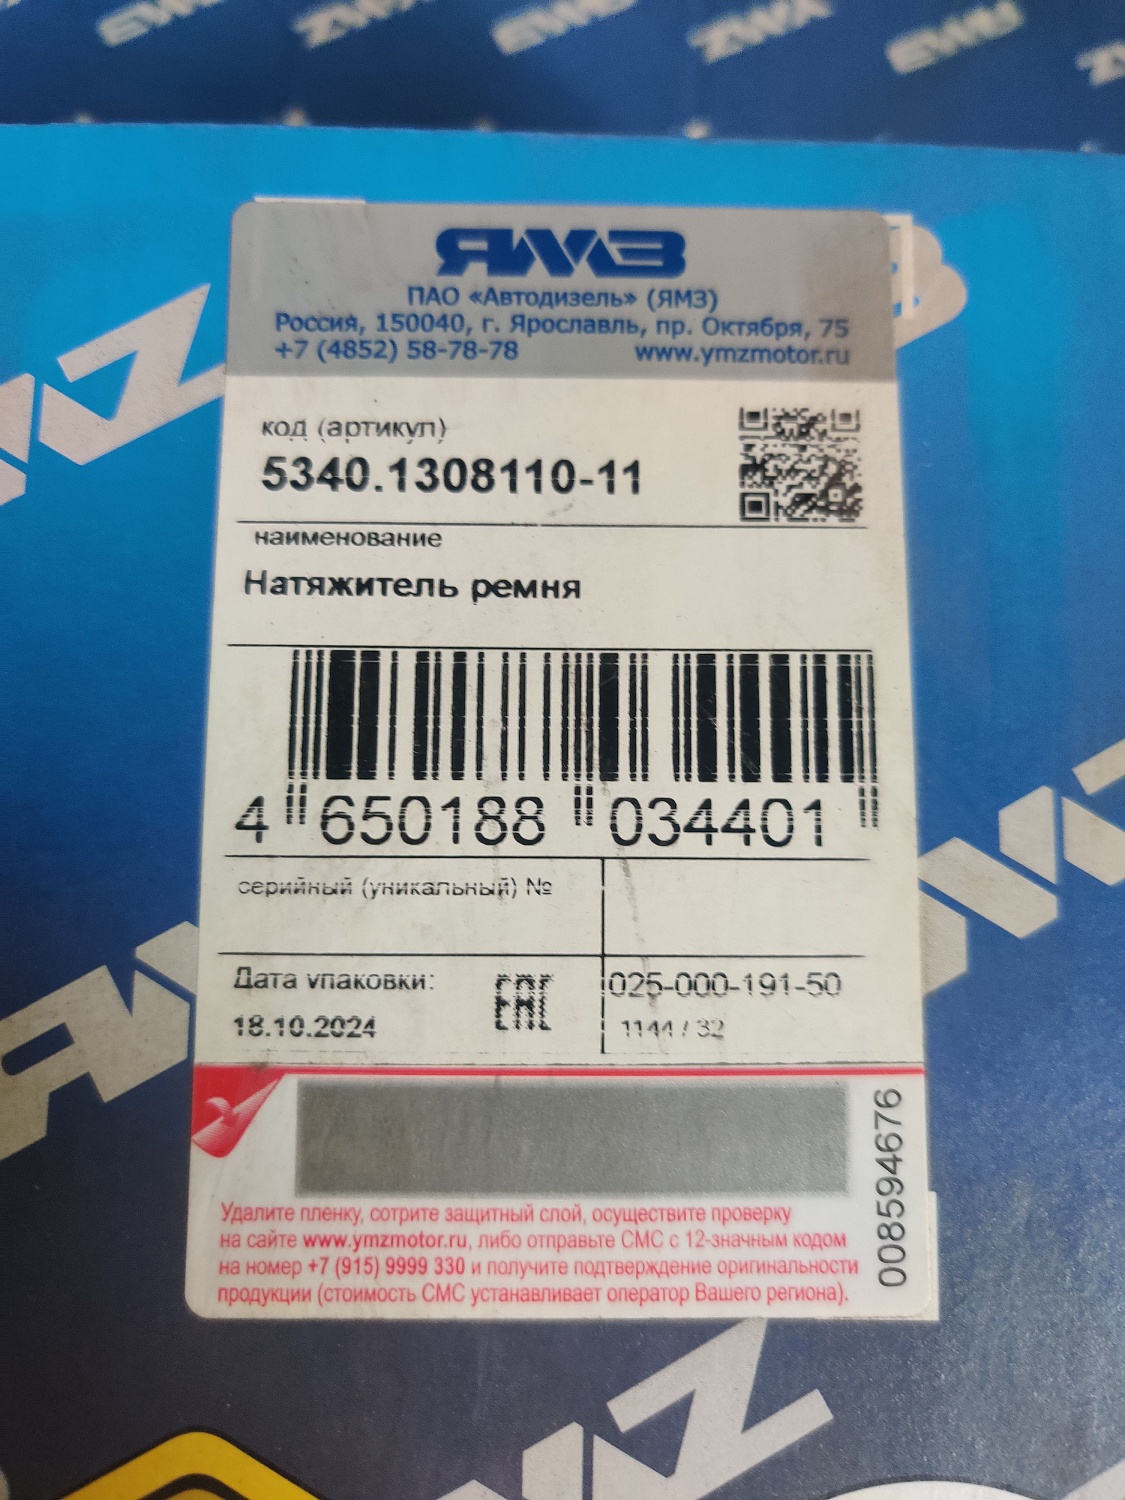 ЯМЗ
ПАО «Автодизель» (ЯМЗ)
Россия, 150040, г. Ярославль, пр. Октября, 75
+7 (4852) 58-78-78 www.ymzmotor.ru
код (артикул)
5340.1308110-11
наименование
Натяжитель ремня
4 650188 034401
серийный (уникальный) №
Дата упаковки: EAC 025-000-191-50
18.10.2024 1144 / 32
008594676
Удалите пленку, сотрите защитный слой, осуществите проверку
на сайте www.ymzmotor.ru, либо отправьте СМС с 12-значным кодом
на номер +7 (915) 9999 330 и получите подтверждение оригинальности
продукции (стоимость СМС устанавливает оператор Вашего региона).